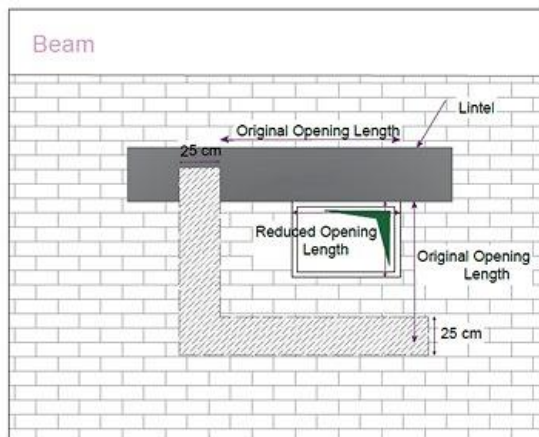 Beam
Lintel
Original Opening Length
25 cm
Reduced Opening
Length
Original Opening
Length
25 cm